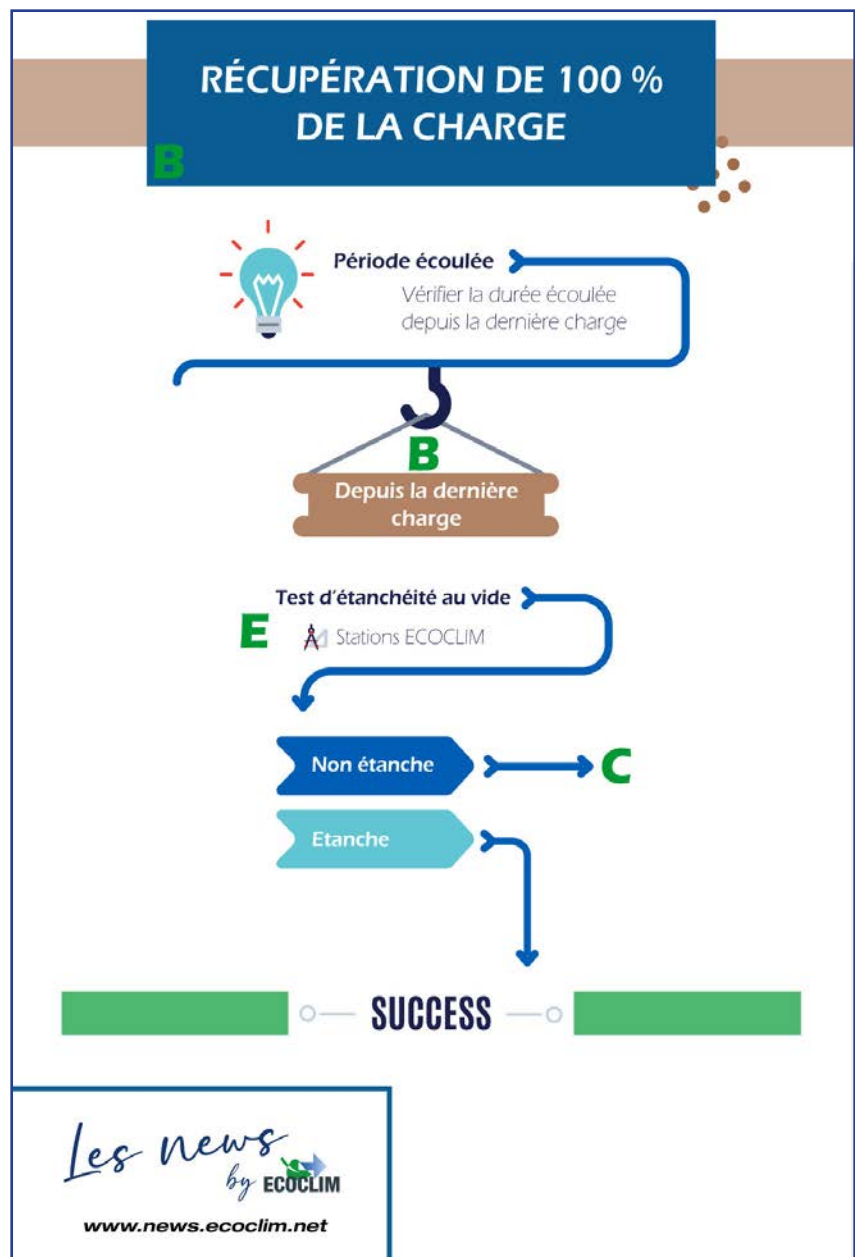 RÉCUPÉRATION DE 100 %
DE LA CHARGE
B
Période écoulée
Vérifier la durée écoulée
depuis la dernière charge
B
Depuis la dernière
charge
Test d'étanchéité au vide
E
Stations ECOCLIM
Non étanche
C
Etanche
SUCCESS
Les news
by ECOCLIM
www.news.ecoclim.net